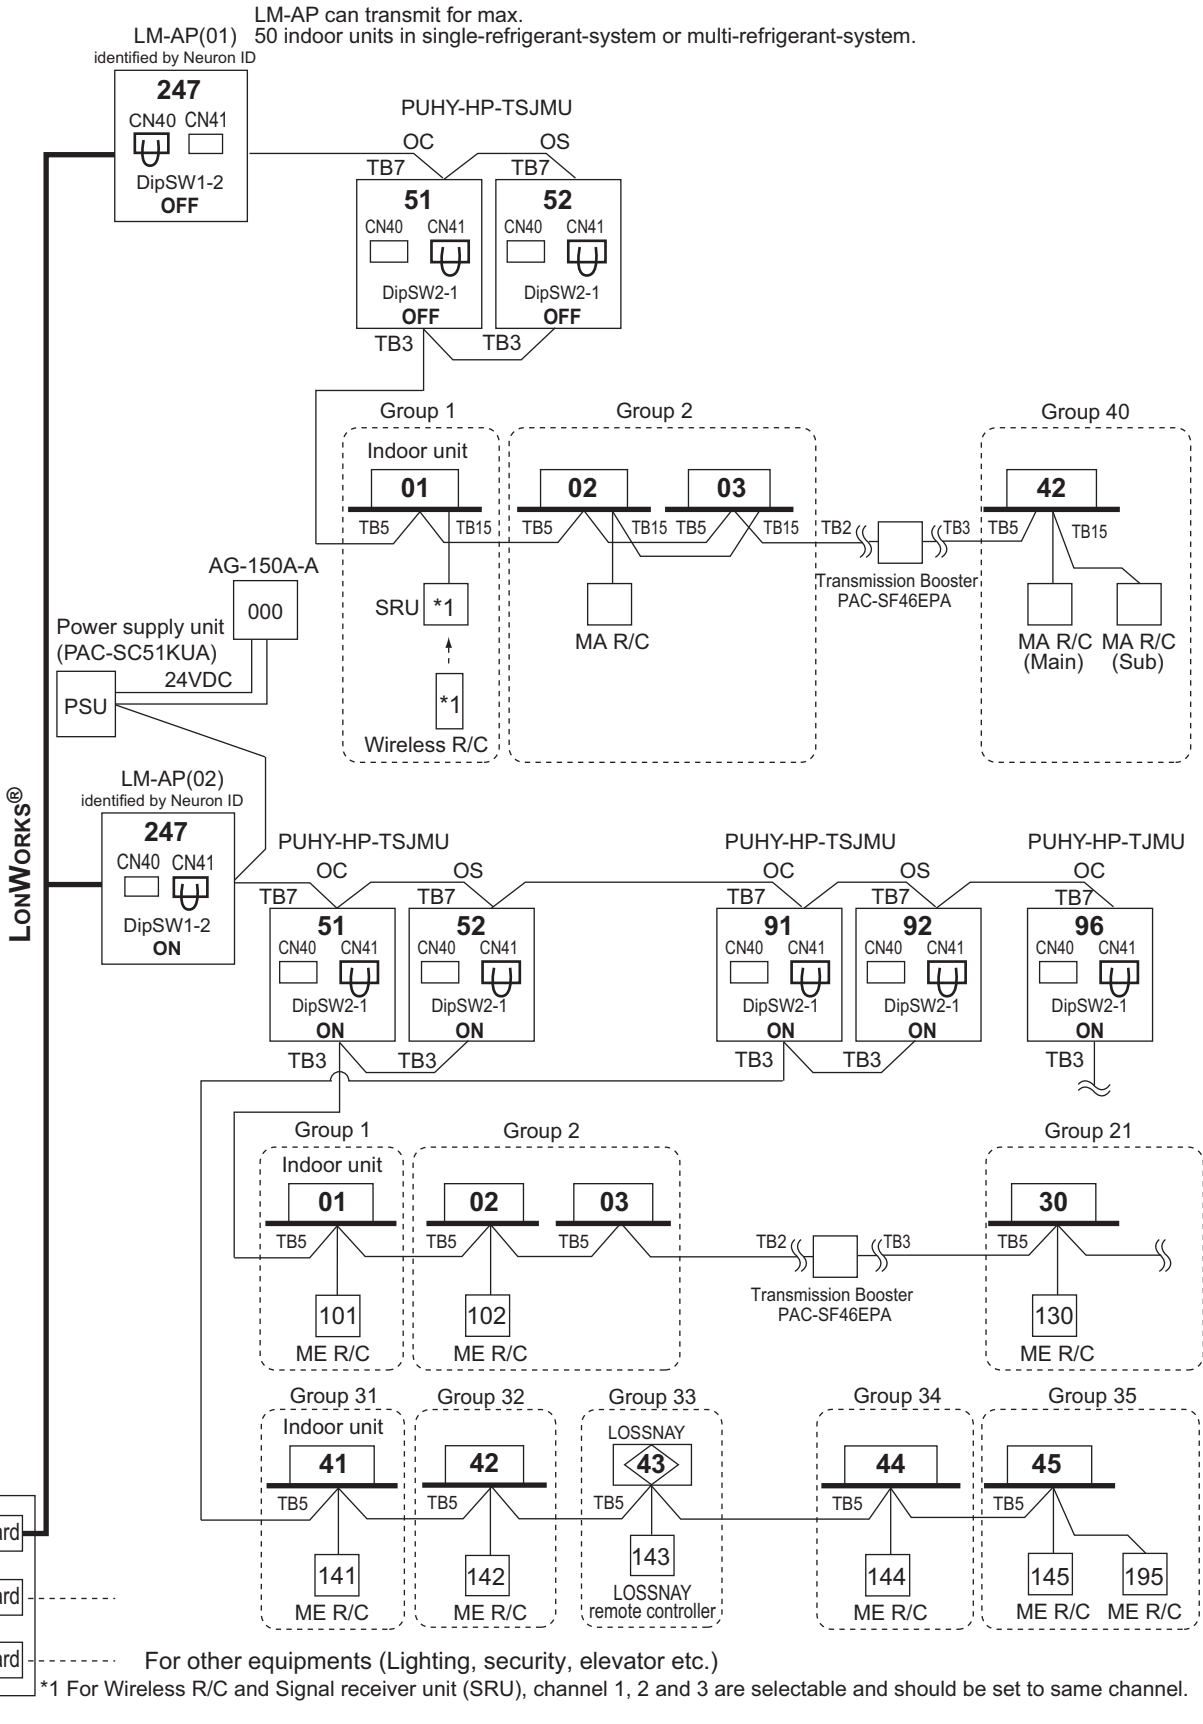 LM-AP can transmit for max.
LM-AP(01) 50 indoor units in single-refrigerant-system or multi-refrigerant-system.
identified by Neuron ID
247
CN40 CN41
DipSW1-2
OFF
PUHY-HP-TSJMU
OC OS
TB7 TB7
51 52
CN40 CN41 CN40 CN41
DipSW2-1 DipSW2-1
OFF OFF
TB3 TB3
Group 1 Group 2 Group 40
Indoor unit
01 02 03 42
TB5 TB15 TB5 TB15 TB5 TB15 TB2 TB3 TB5 TB15
Transmission Booster
PAC-SF46EPA
SRU *1
MA R/C
MA R/C (Main)
MA R/C (Sub)
*1
Wireless R/C
AG-150A-A
000
Power supply unit
(PAC-SC51KUA)
24VDC
PSU
LONWORKS®
LM-AP(02)
identified by Neuron ID
247
CN40 CN41
DipSW1-2
ON
PUHY-HP-TSJMU PUHY-HP-TSJMU PUHY-HP-TJMU
OC OS OC OS OC
TB7 TB7 TB7 TB7 TB7
51 52 91 92 96
CN40 CN41 CN40 CN41 CN40 CN41 CN40 CN41 CN40 CN41
DipSW2-1 DipSW2-1 DipSW2-1 DipSW2-1 DipSW2-1
ON ON ON ON ON
TB3 TB3 TB3 TB3 TB3
Group 1 Group 2 Group 21
Indoor unit
01 02 03 30
TB5 TB5 TB5 TB2 TB3 TB5
Transmission Booster
PAC-SF46EPA
101 102 130
ME R/C ME R/C ME R/C
Group 31 Group 32 Group 33 Group 34 Group 35
Indoor unit LOSSNAY
41 42 43 44 45
TB5 TB5 TB5 TB5 TB5
141 142 143 144 145 195
ME R/C ME R/C LOSSNAY ME R/C ME R/C ME R/C
remote controller
ard
ard
ard
For other equipments (Lighting, security, elevator etc.)
*1 For Wireless R/C and Signal receiver unit (SRU), channel 1, 2 and 3 are selectable and should be set to same channel.